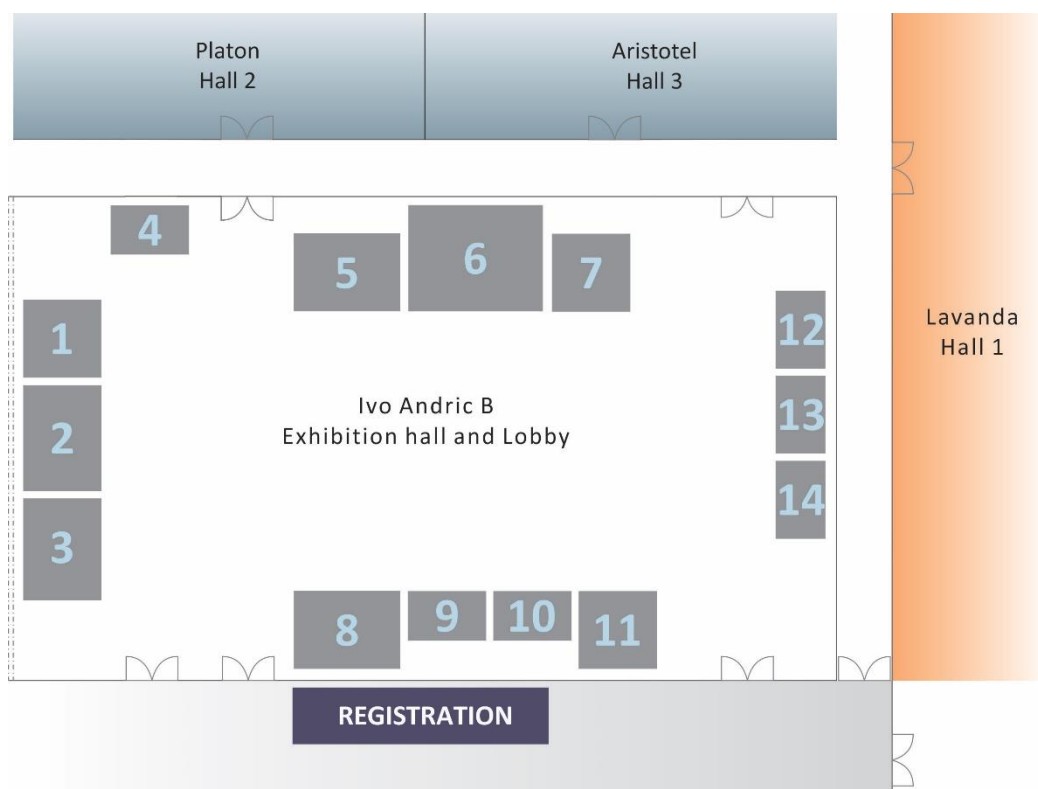 Platon
Hall 2
Aristotel
Hall 3
4
5
6
7
1
12
Lavanda
Hall 1
2
Ivo Andric B
Exhibition hall and Lobby
13
14
3
8
9
10
11
REGISTRATION